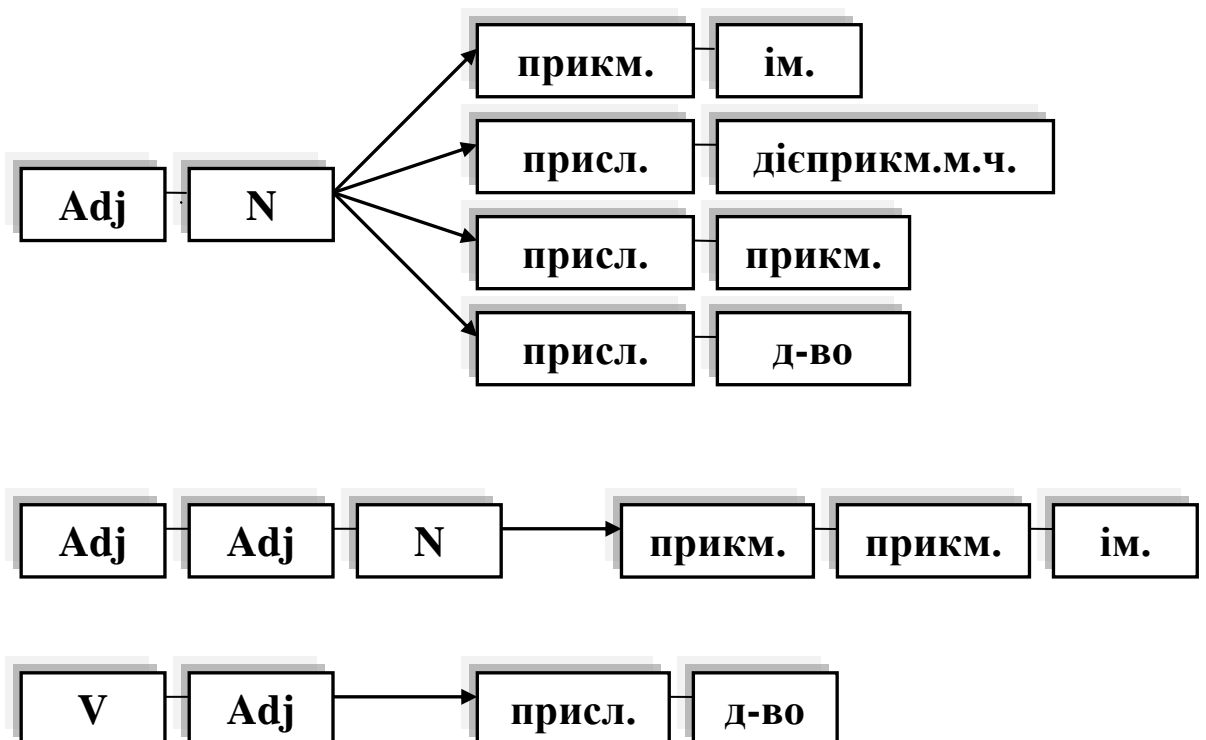 прикм. ім.
присл. дієприкм.м.ч.
Adj N
присл. прикм.
присл. д-во
Adj Adj N прикм. прикм. ім.
V Adj присл. д-во